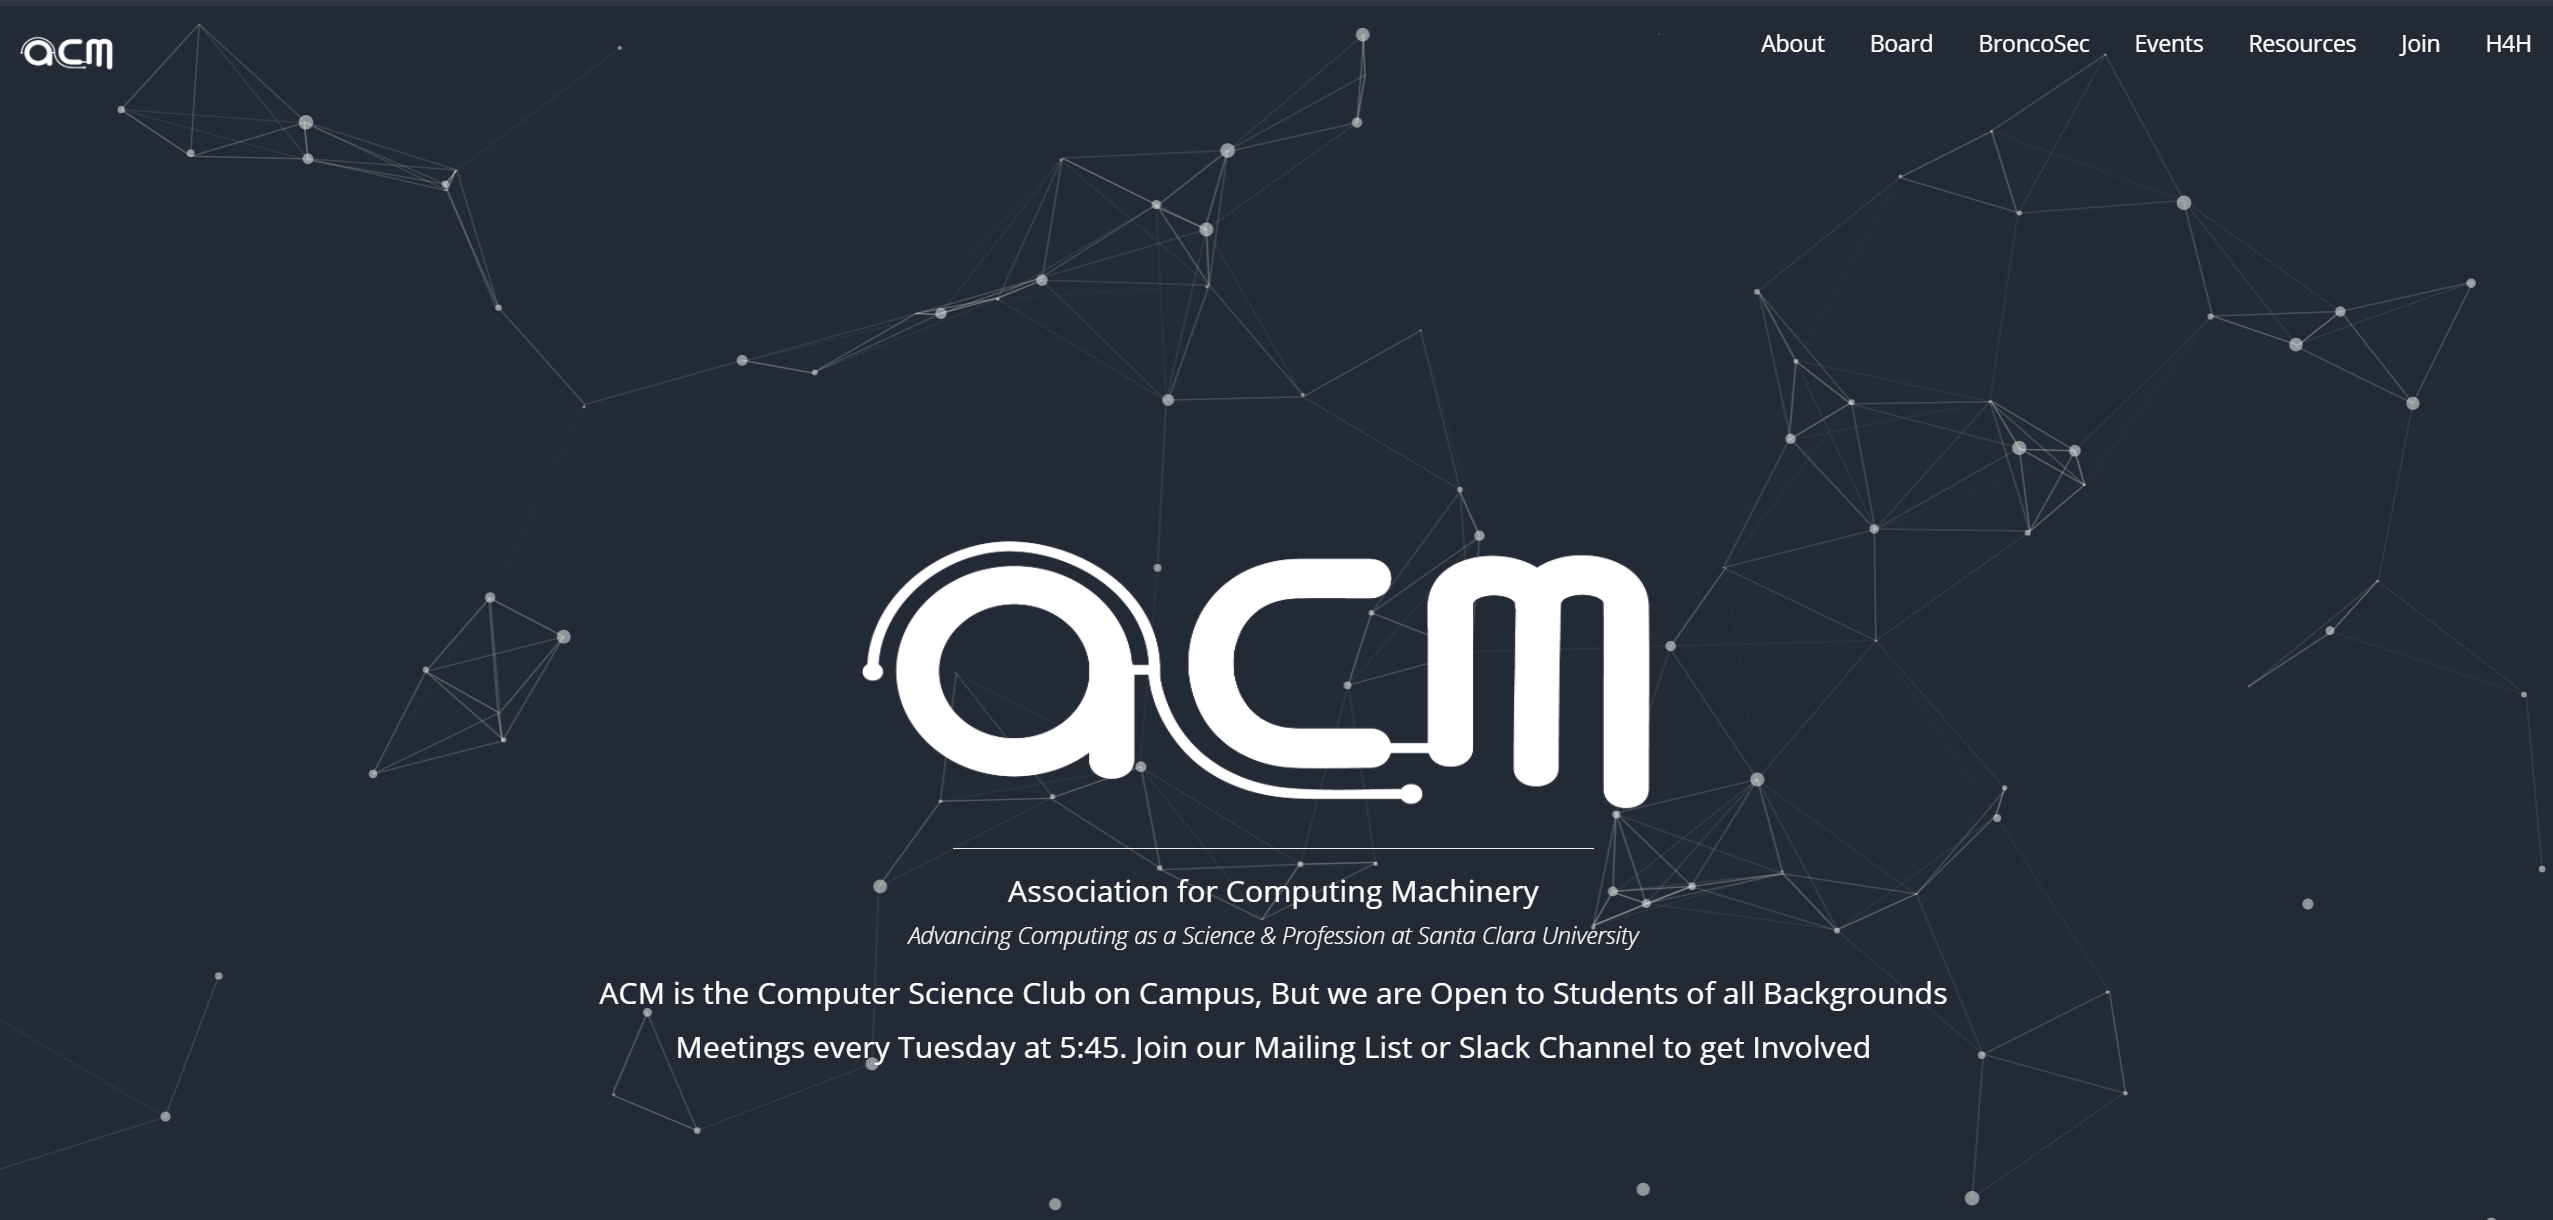 acm
About
Board
BroncoSec
Events
Resources
Join
H4H
acm
Association for Computing Machinery
Advancing Computing as a Science & Profession at Santa Clara University
ACM is the Computer Science Club on Campus, But we are Open to Students of all Backgrounds
Meetings every Tuesday at 5:45. Join our Mailing List or Slack Channel to get Involved